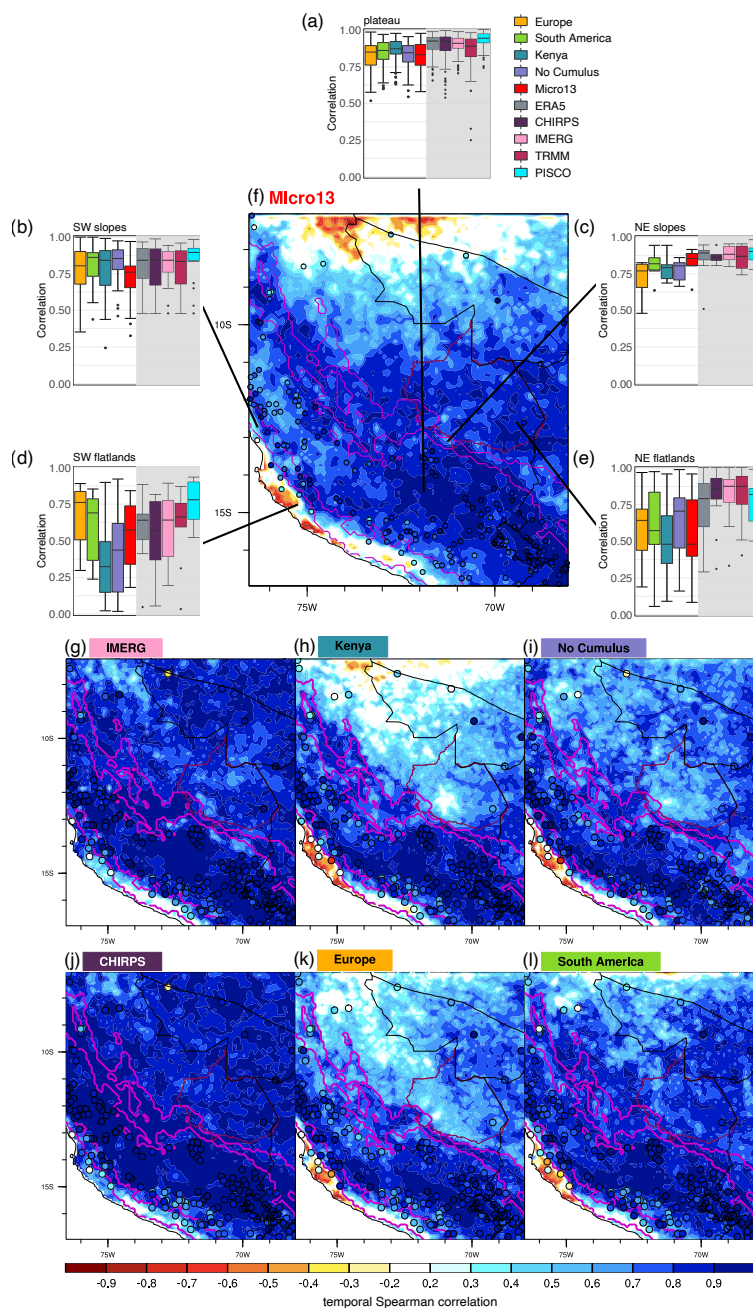 (a) plateau
Correlation
1.00
0.75
0.50
0.25
0.00
Europe
South America
Kenya
No Cumulus
Micro13
ERA5
CHIRPS
IMERG
TRMM
PISCO
(f) MIcro13
10S
15S
75W
70W
(b) SW slopes
Correlation
1.00
0.75
0.50
0.25
0.00
(c) NE slopes
Correlation
1.00
0.75
0.50
0.25
0.00
(d) SW flatlands
Correlation
1.00
0.75
0.50
0.25
0.00
(e) NE flatlands
Correlation
1.00
0.75
0.50
0.25
0.00
(g) IMERG
10S
15S
75W
70W
(h) Kenya
75W
70W
(i) No Cumulus
75W
70W
(j) CHIRPS
10S
15S
75W
70W
(k) Europe
75W
70W
(l) South AmerIca
75W
70W
-0.9 -0.8 -0.7 -0.6 -0.5 -0.4 -0.3 -0.2 0.2 0.3 0.4 0.5 0.6 0.7 0.8 0.9
temporal Spearman correlation